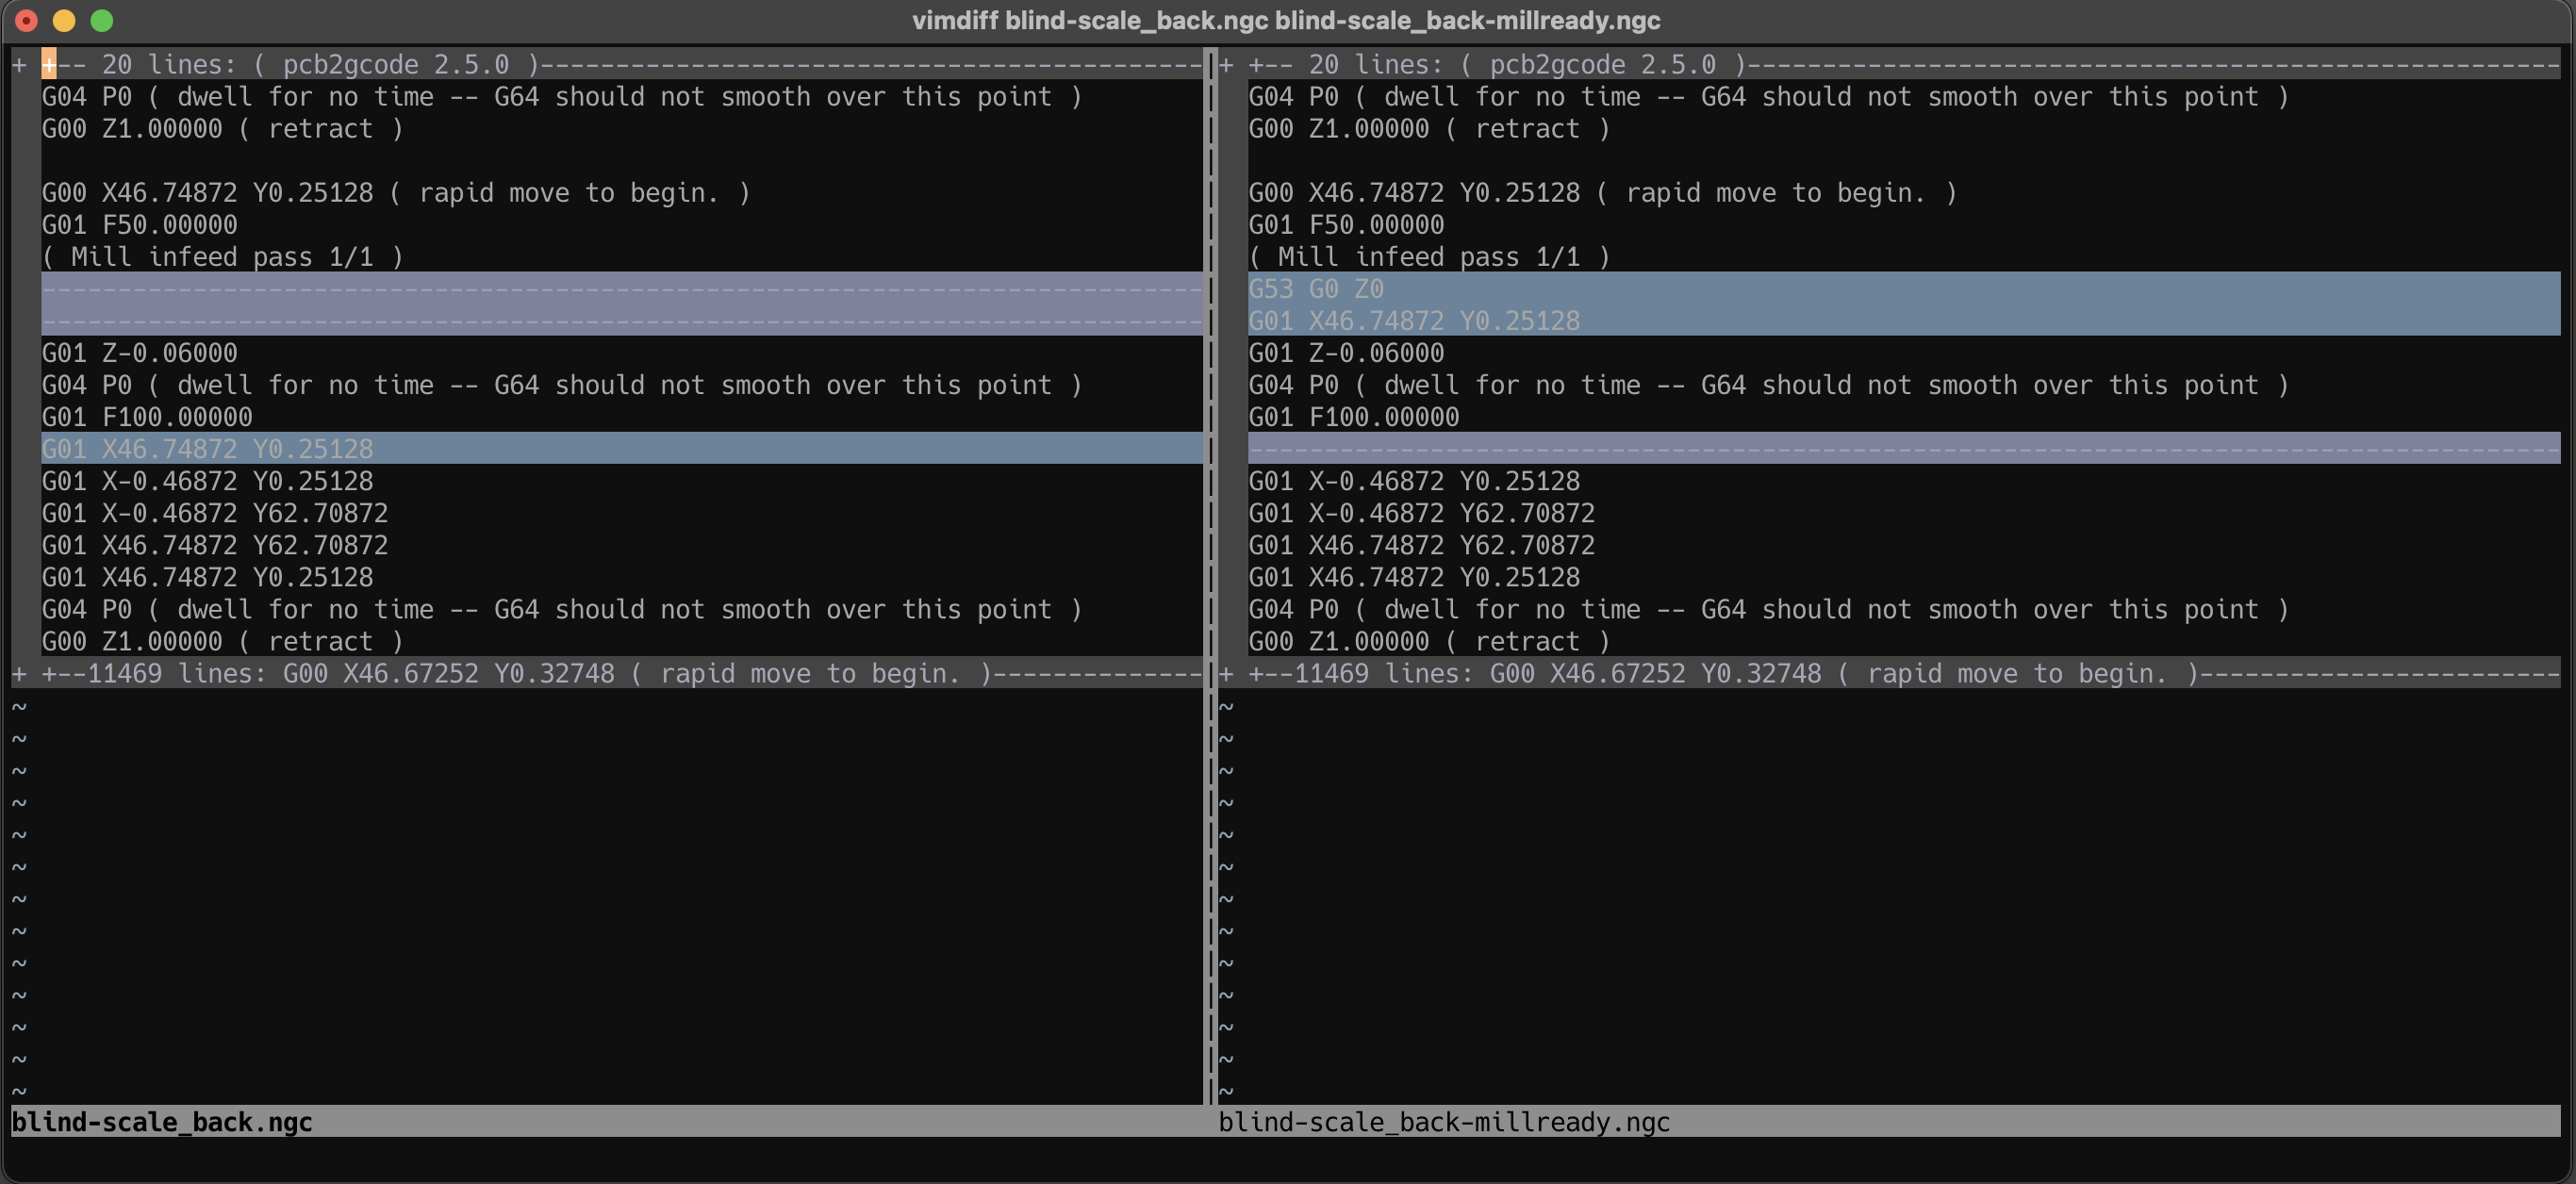 vimdiff blind-scale_back.ngc blind-scale_back-millready.ngc
+ +-- 20 lines: ( pcb2gcode 2.5.0 )--------------------------------------------
G04 P0 ( dwell for no time -- G64 should not smooth over this point )
G00 Z1.00000 ( retract )
G00 X46.74872 Y0.25128 ( rapid move to begin. )
G01 F50.00000
( Mill infeed pass 1/1 )
-----------------------------------------------------------------------------
-----------------------------------------------------------------------------
G01 Z-0.06000
G04 P0 ( dwell for no time -- G64 should not smooth over this point )
G01 F100.00000
G01 X46.74872 Y0.25128
G01 X-0.46872 Y0.25128
G01 X-0.46872 Y62.70872
G01 X46.74872 Y62.70872
G01 X46.74872 Y0.25128
G04 P0 ( dwell for no time -- G64 should not smooth over this point )
G00 Z1.00000 ( retract )
+ +--11469 lines: G00 X46.67252 Y0.32748 ( rapid move to begin. )--------------
~
~
~
~
~
~
~
~
~
~
~
~
~
blind-scale_back.ngc
+ +-- 20 lines: ( pcb2gcode 2.5.0 )------------------------------------------------------
G04 P0 ( dwell for no time -- G64 should not smooth over this point )
G00 Z1.00000 ( retract )
G00 X46.74872 Y0.25128 ( rapid move to begin. )
G01 F50.00000
( Mill infeed pass 1/1 )
G53 G0 Z0
G01 X46.74872 Y0.25128
G01 Z-0.06000
G04 P0 ( dwell for no time -- G64 should not smooth over this point )
G01 F100.00000
---------------------------------------------------------------------------------------
G01 X-0.46872 Y0.25128
G01 X-0.46872 Y62.70872
G01 X46.74872 Y62.70872
G01 X46.74872 Y0.25128
G04 P0 ( dwell for no time -- G64 should not smooth over this point )
G00 Z1.00000 ( retract )
+ +--11469 lines: G00 X46.67252 Y0.32748 ( rapid move to begin. )------------------------
~
~
~
~
~
~
~
~
~
~
~
~
~
blind-scale_back-millready.ngc